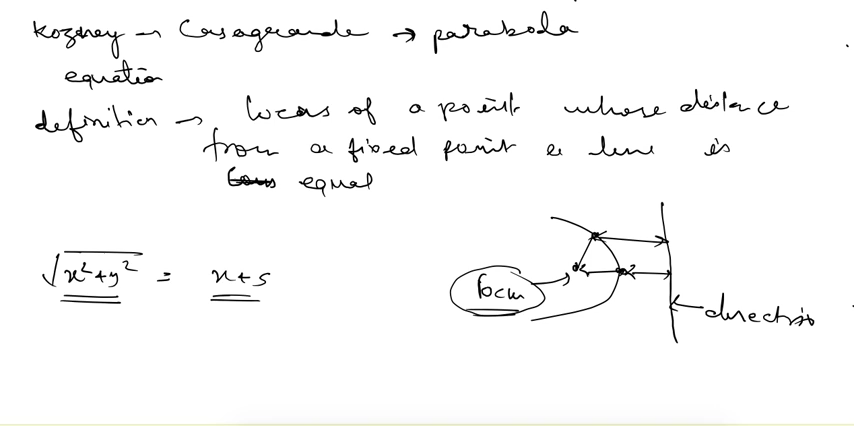 Kozney → Casagrande → parabola
equation
definition → locus of a point whose distance
from a fixed point & line is
equal
√x²+y² = x+s
focus
directrix